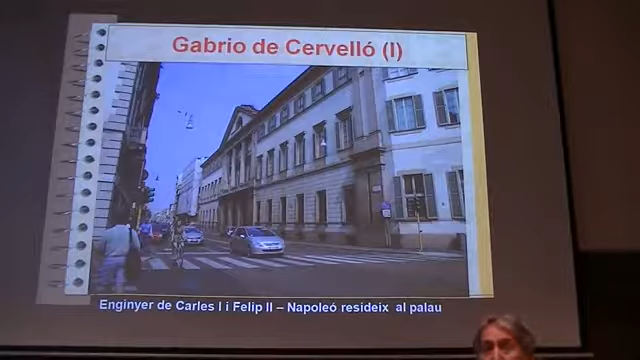 Gabrio de Cervelló (I)
Enginyer de Carles I i Felip II – Napoleó resideix al palau